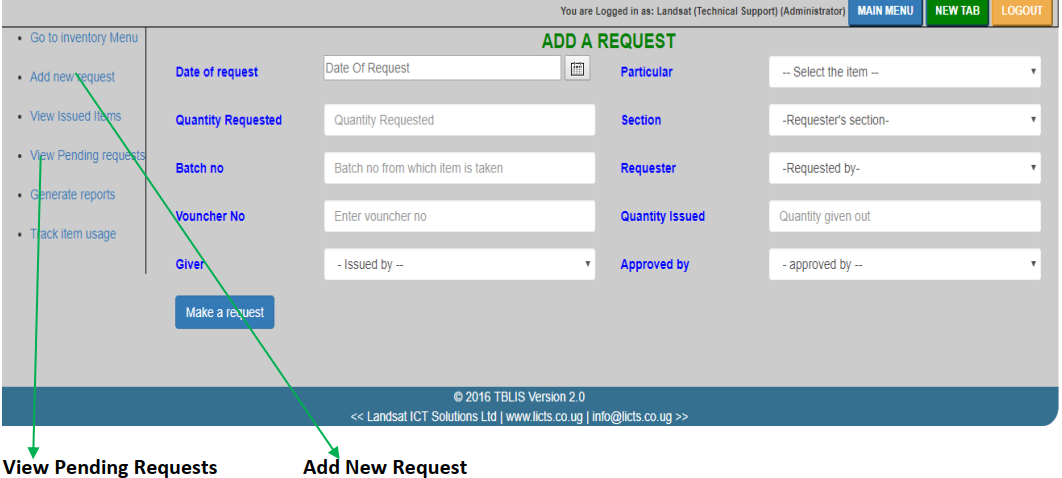 You are Logged in as: Landsat (Technical Support) (Administrator) MAIN MENU NEW TAB LOGOUT
Go to inventory Menu
Add new request
View Issued Items
View Pending requests
Generate reports
Track item usage
ADD A REQUEST
Date of request Date Of Request Particular -- Select the item --
Quantity Requested Quantity Requested Section -Requester's section-
Batch no Batch no from which item is taken Requester -Requested by-
Vouncher No Enter vouncher no Quantity Issued Quantity given out
Giver - Issued by -- Approved by - approved by --
Make a request
© 2016 TBLIS Version 2.0
<< Landsat ICT Solutions Ltd | www.licts.co.ug | info@licts.co.ug >>
View Pending Requests Add New Request